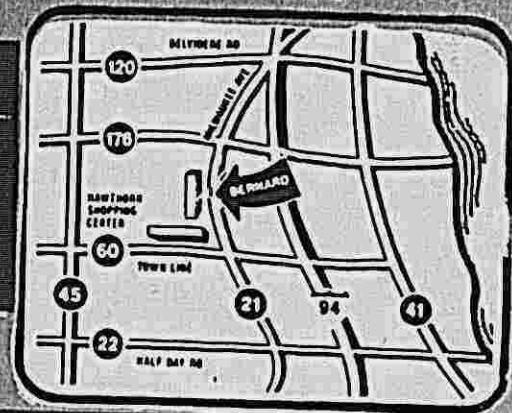 BELVIDERE RD
120
MILWAUKEE AVE
176
BERNARD
HAWTHORN
SHOPPING
CENTER
60
TOWN LINE
45
21
94
41
22
HALF DAY RD